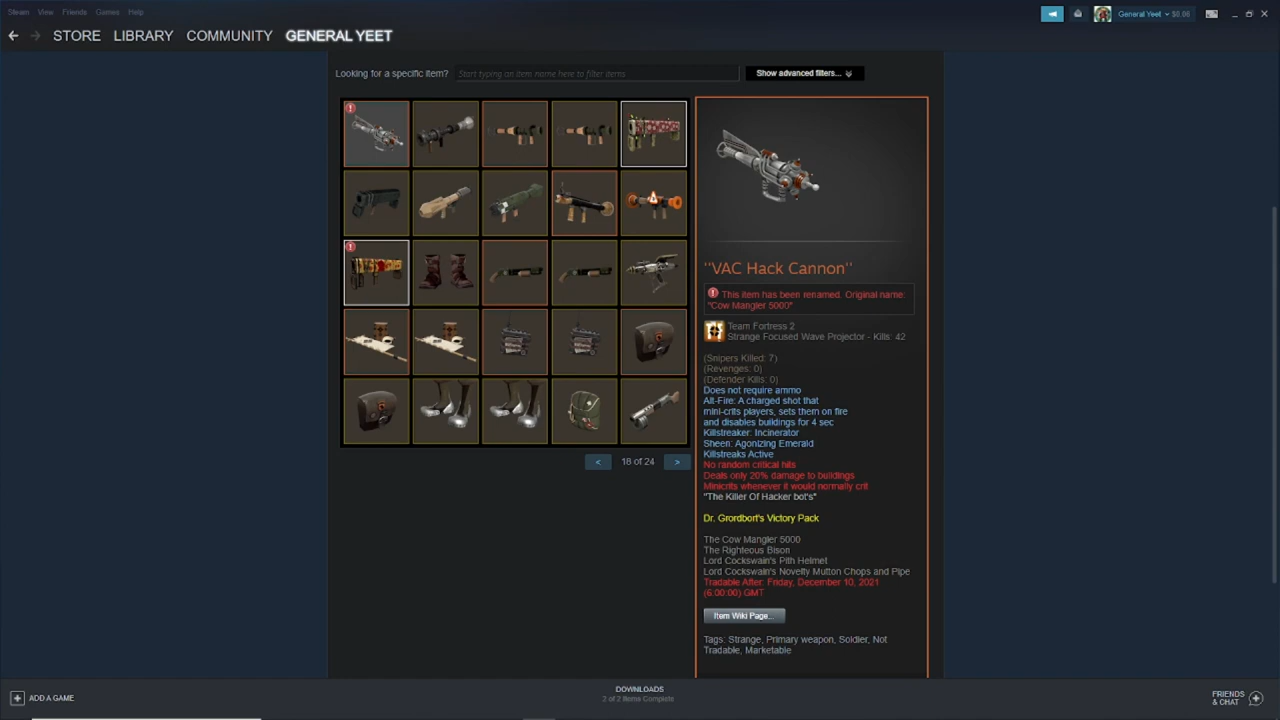 Steam View Friends Games Help
General Yeet $0.06
STORE LIBRARY COMMUNITY GENERAL YEET
Looking for a specific item? Start typing an item name here to filter items Show advanced filters...
''VAC Hack Cannon''
This item has been renamed. Original name:
"Cow Mangler 5000"
Team Fortress 2
Strange Focused Wave Projector - Kills: 42
(Snipers Killed: 7)
(Revenges: 0)
(Defender Kills: 0)
Does not require ammo
Alt-Fire: A charged shot that
mini-crits players, sets them on fire
and disables buildings for 4 sec
Killstreaker: Incinerator
Sheen: Agonizing Emerald
Killstreaks Active
No random critical hits
Deals only 20% damage to buildings
Minicrits whenever it would normally crit
"The Killer Of Hacker bot's"
Dr. Grordbort's Victory Pack
The Cow Mangler 5000
The Righteous Bison
Lord Cockswain's Pith Helmet
Lord Cockswain's Novelty Mutton Chops and Pipe
Tradable After: Friday, December 10, 2021
(6:00:00) GMT
Item Wiki Page...
Tags: Strange, Primary weapon, Soldier, Not
Tradable, Marketable
< 18 of 24 >
ADD A GAME
DOWNLOADS
2 of 2 Items Complete
FRIENDS
& CHAT